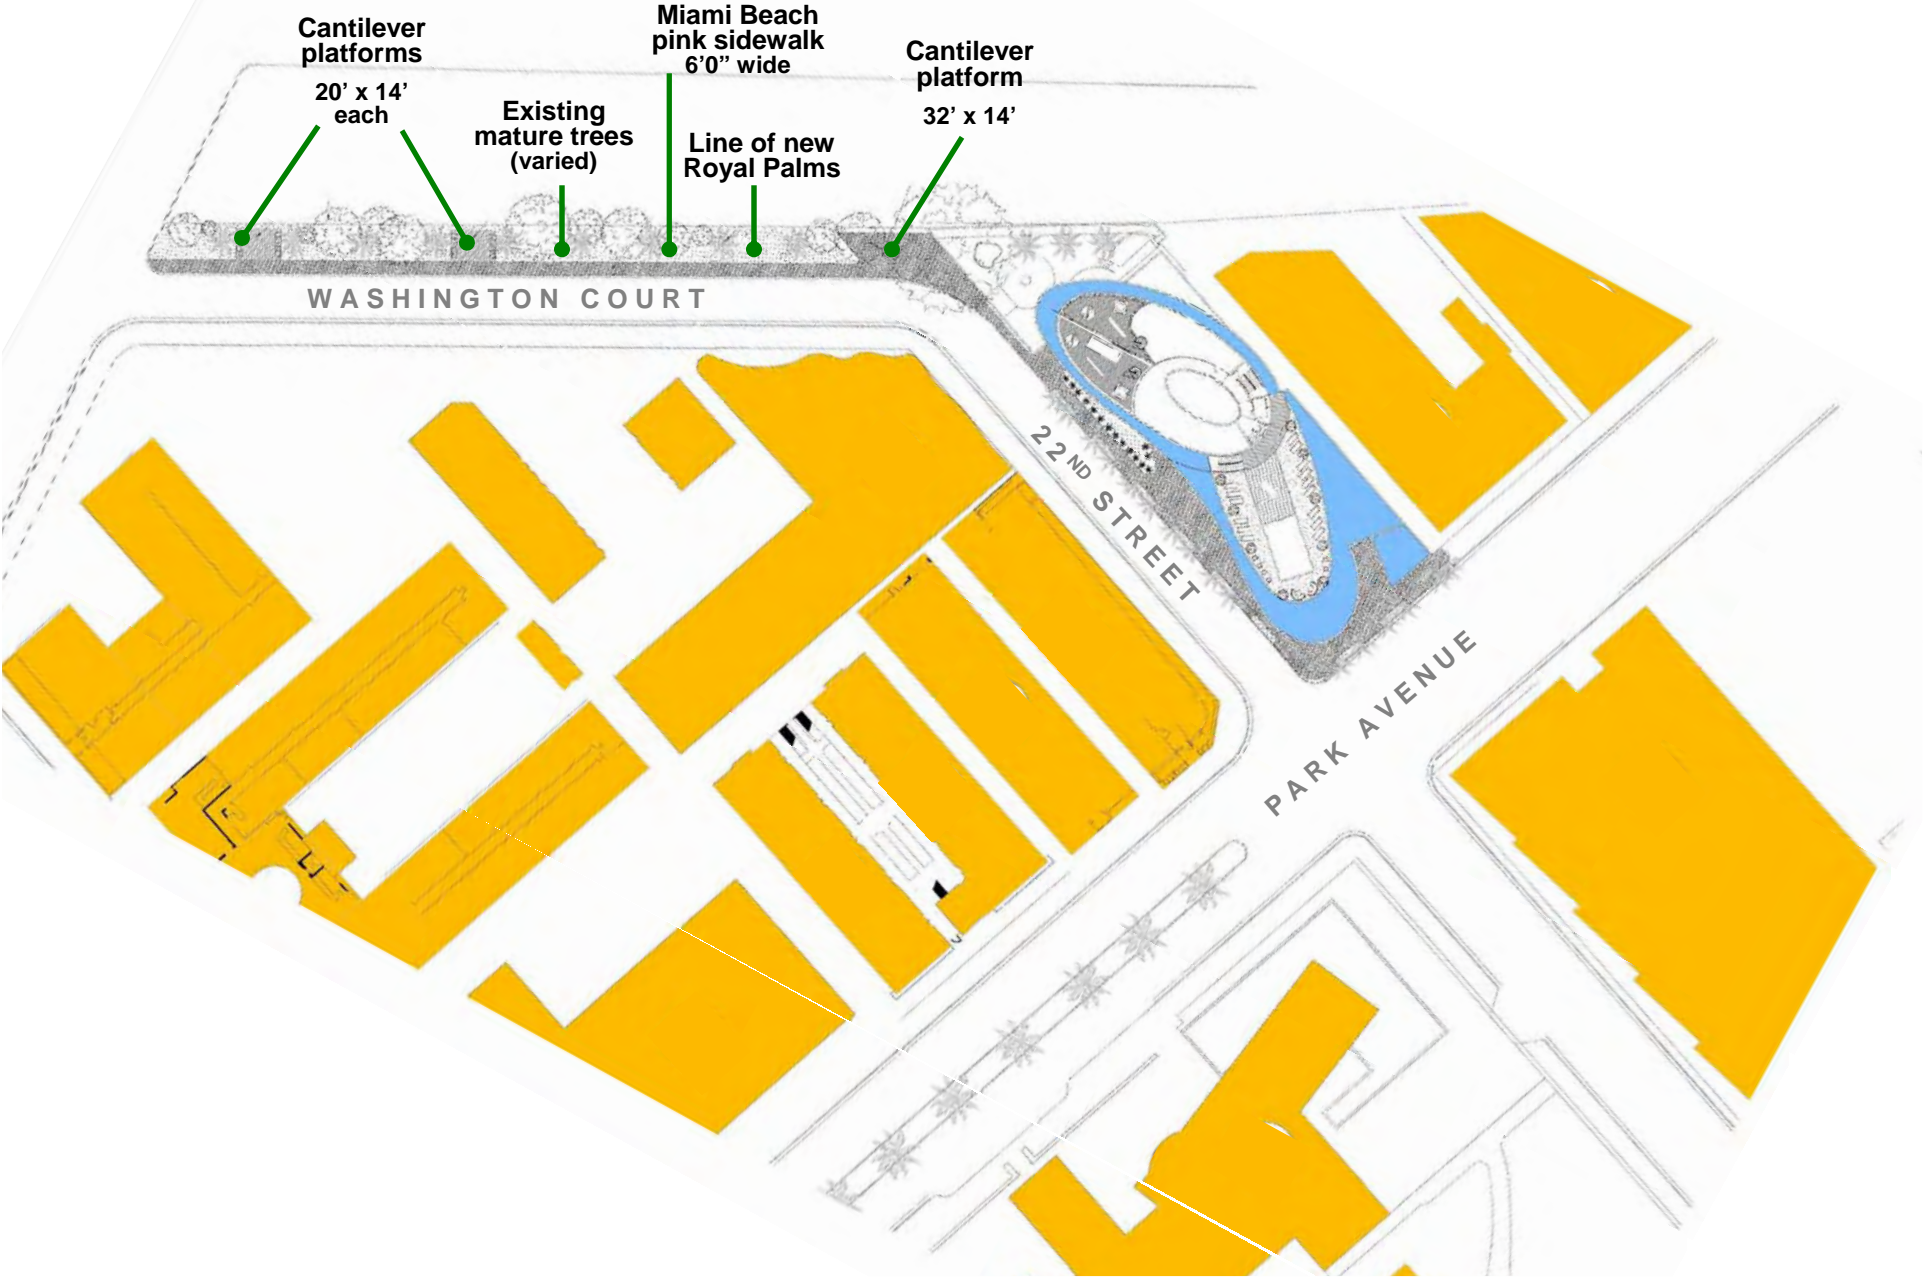 Cantilever
platforms
20’ x 14’
each
Existing
mature trees
(varied)
Miami Beach
pink sidewalk
6’0” wide
Line of new
Royal Palms
Cantilever
platform
32’ x 14’
WASHINGTON COURT
22ND STREET
PARK AVENUE